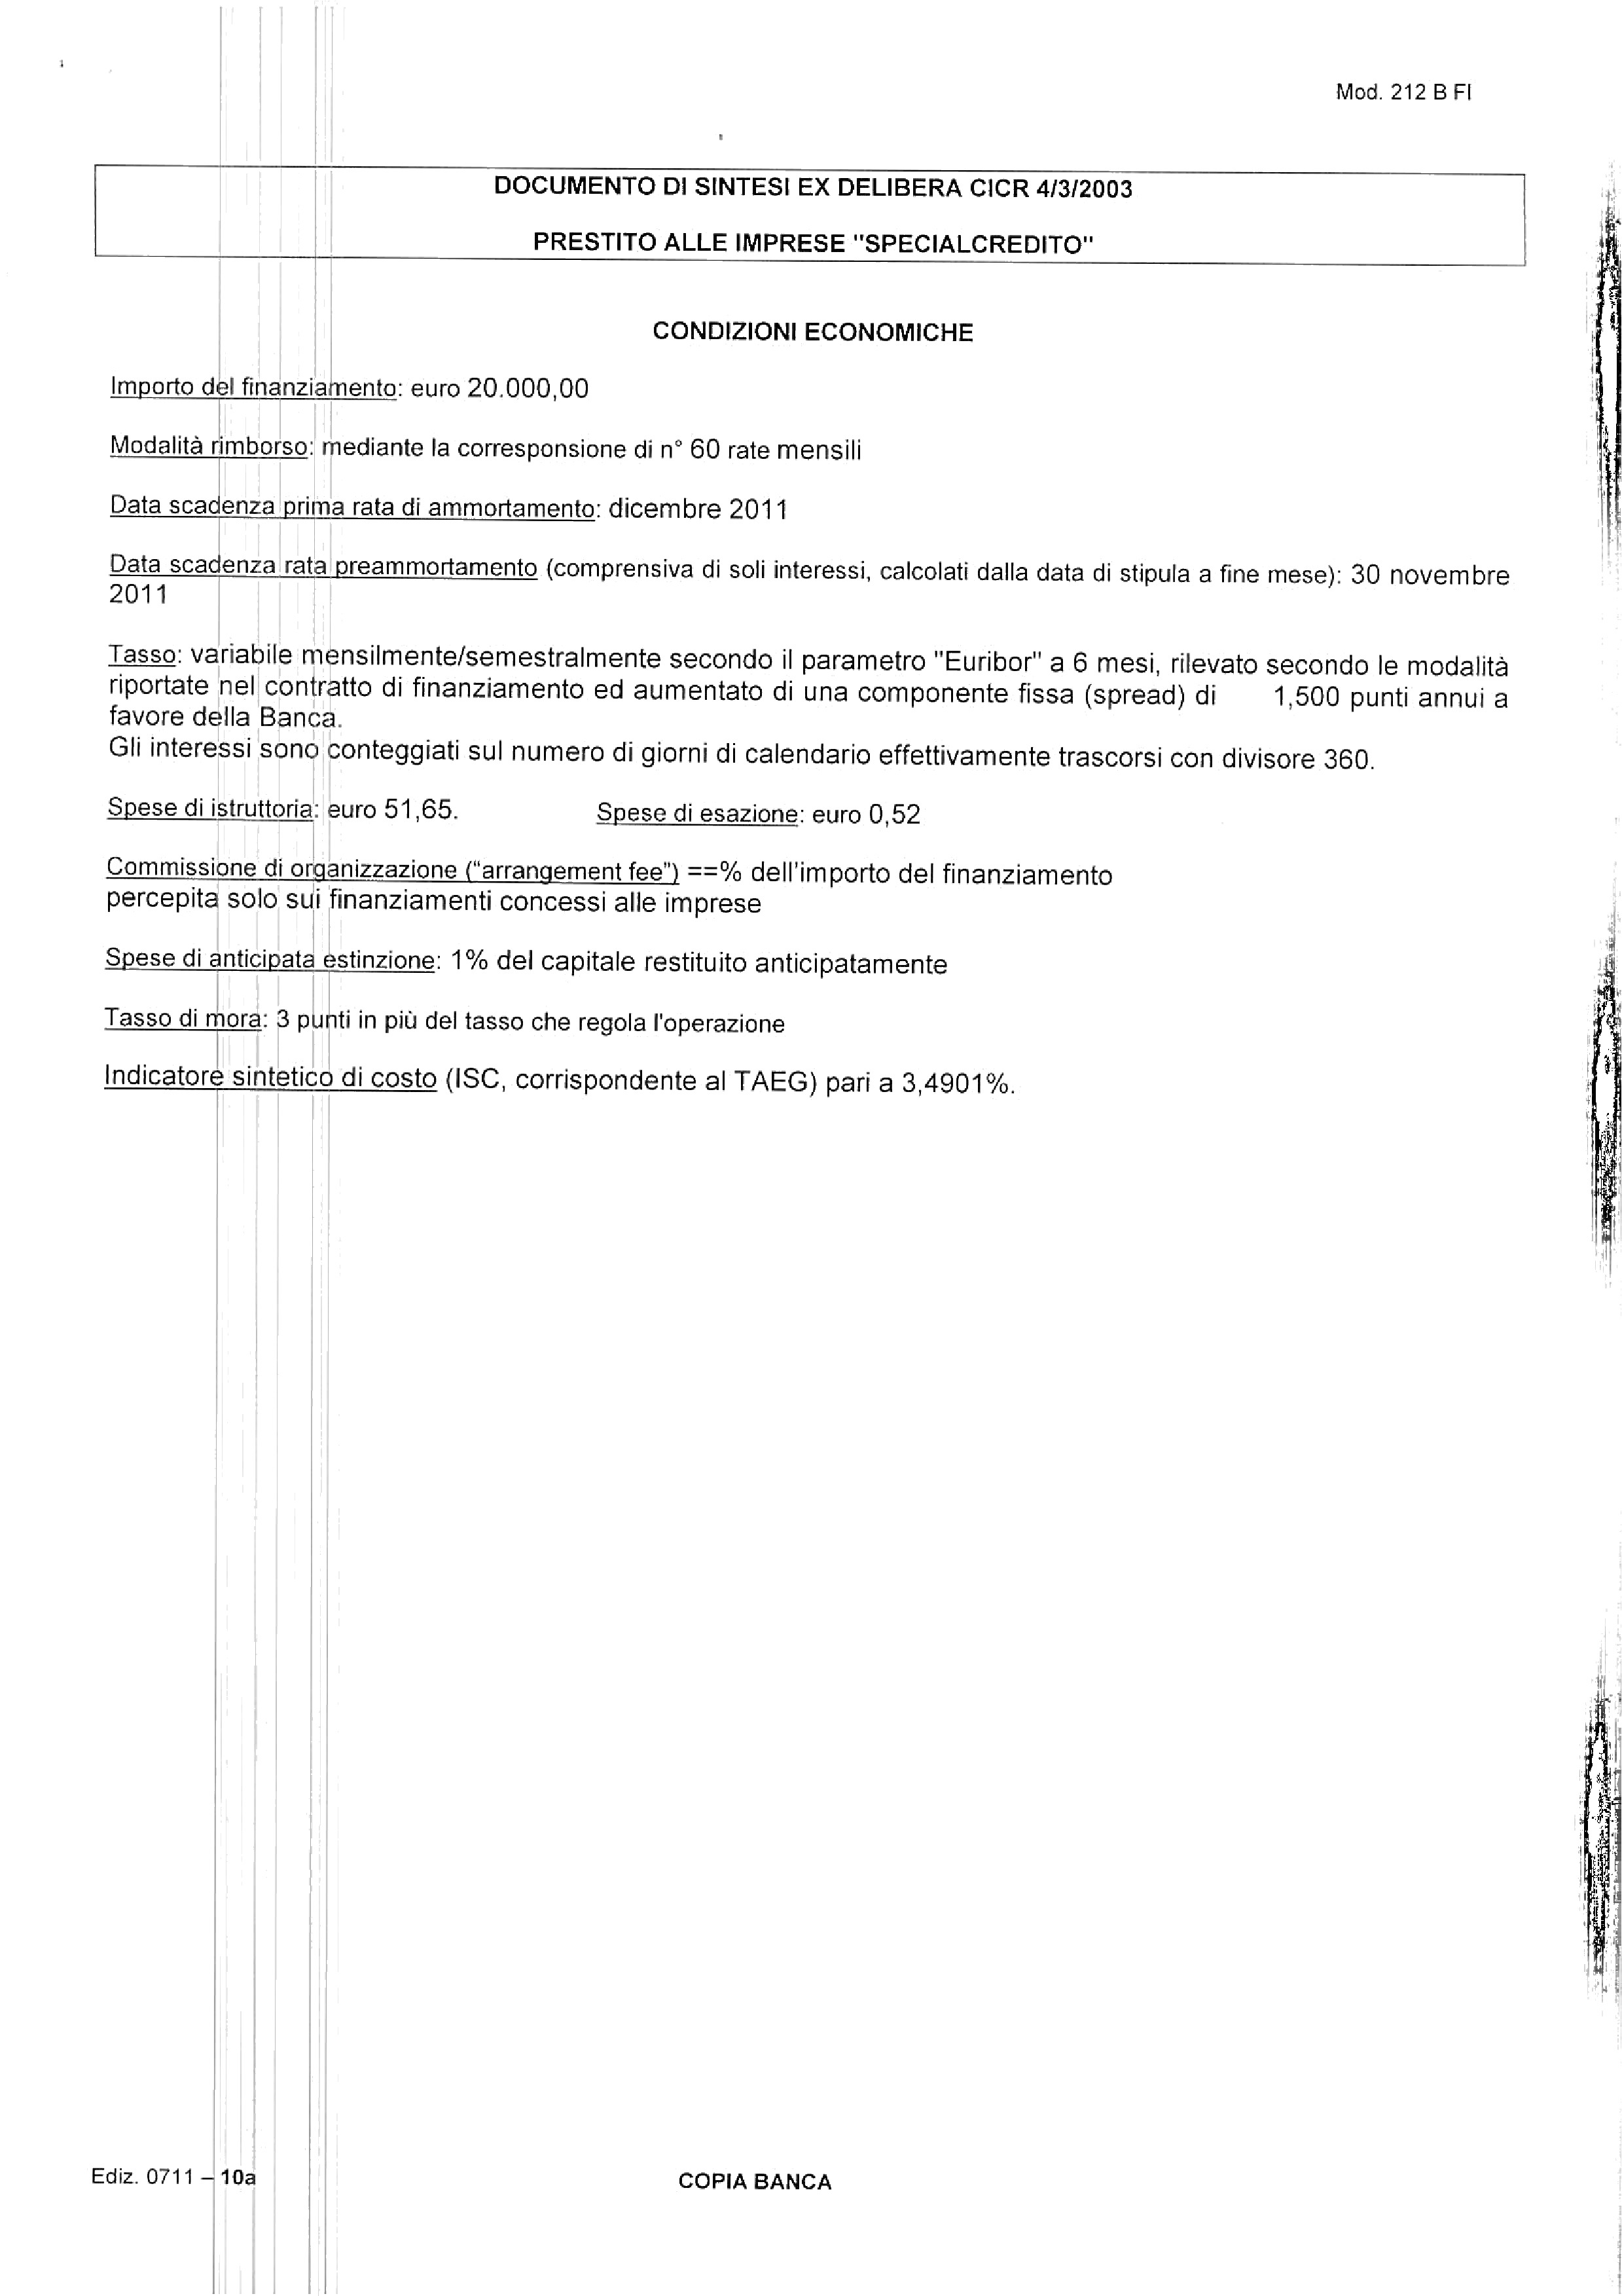 Mod. 212 B FI
DOCUMENTO DI SINTESI EX DELIBERA CICR 4/3/2003
PRESTITO ALLE IMPRESE "SPECIALCREDITO"
CONDIZIONI ECONOMICHE
Importo del finanziamento: euro 20.000,00
Modalità rimborso: mediante la corresponsione di n° 60 rate mensili
Data scadenza prima rata di ammortamento: dicembre 2011
Data scadenza rata preammortamento (comprensiva di soli interessi, calcolati dalla data di stipula a fine mese): 30 novembre
2011
Tasso: variabile mensilmente/semestralmente secondo il parametro "Euribor" a 6 mesi, rilevato secondo le modalità
riportate nel contratto di finanziamento ed aumentato di una componente fissa (spread) di 1,500 punti annui a
favore della Banca.
Gli interessi sono conteggiati sul numero di giorni di calendario effettivamente trascorsi con divisore 360.
Spese di istruttoria: euro 51,65. Spese di esazione: euro 0,52
Commissione di organizzazione ("arrangement fee") ==% dell'importo del finanziamento
percepita solo sui finanziamenti concessi alle imprese
Spese di anticipata estinzione: 1% del capitale restituito anticipatamente
Tasso di mora: 3 punti in più del tasso che regola l'operazione
Indicatore sintetico di costo (ISC, corrispondente al TAEG) pari a 3,4901%.
Ediz. 0711 – 10a COPIA BANCA